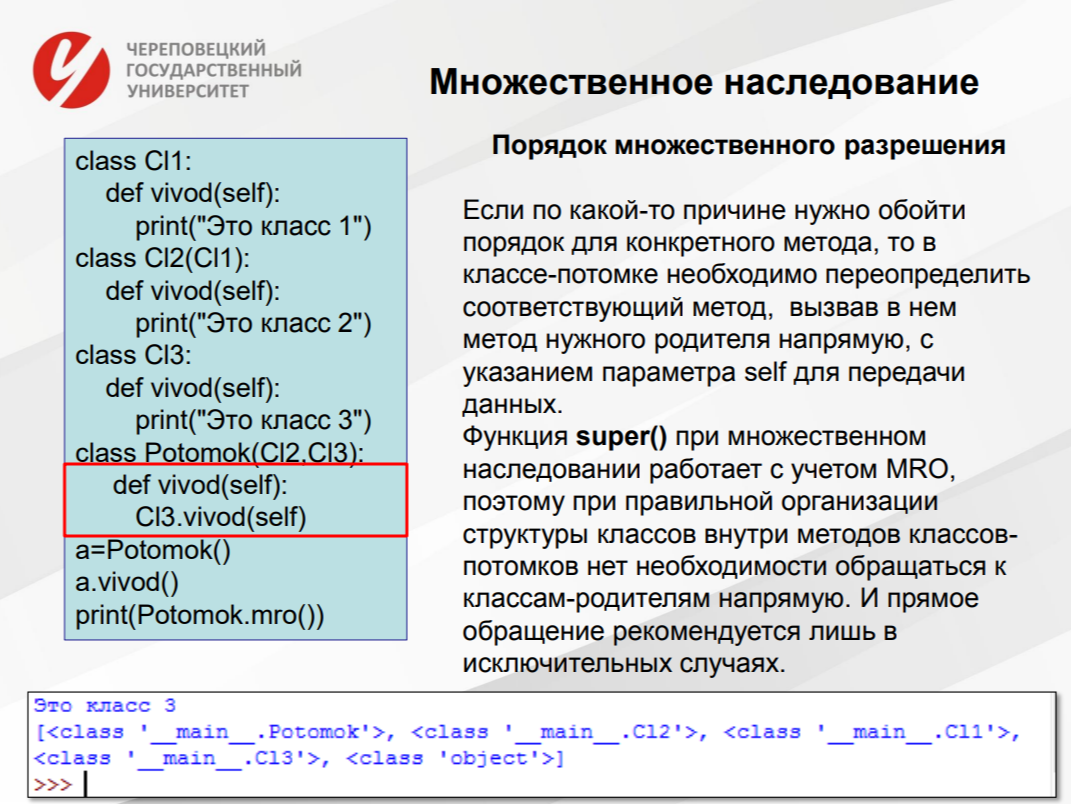 ЧЕРЕПОВЕЦКИЙ
ГОСУДАРСТВЕННЫЙ
УНИВЕРСИТЕТ
Множественное наследование
class Cl1:
def vivod(self):
print("Это класс 1")
class Cl2(Cl1):
def vivod(self):
print("Это класс 2")
class Cl3:
def vivod(self):
print("Это класс 3")
class Potomok(Cl2,Cl3):
def vivod(self):
Cl3.vivod(self)
a=Potomok()
a.vivod()
print(Potomok.mro())
Порядок множественного разрешения
Если по какой-то причине нужно обойти
порядок для конкретного метода, то в
классе-потомке необходимо переопределить
соответствующий метод, вызвав в нем
метод нужного родителя напрямую, с
указанием параметра self для передачи
данных.
Функция super() при множественном
наследовании работает с учетом MRO,
поэтому при правильной организации
структуры классов внутри методов классов-
потомков нет необходимости обращаться к
классам-родителям напрямую. И прямое
обращение рекомендуется лишь в
исключительных случаях.
Это класс 3
[<class '__main__.Potomok'>, <class '__main__.Cl2'>, <class '__main__.Cl1'>,
<class '__main__.Cl3'>, <class 'object'>]
>>>